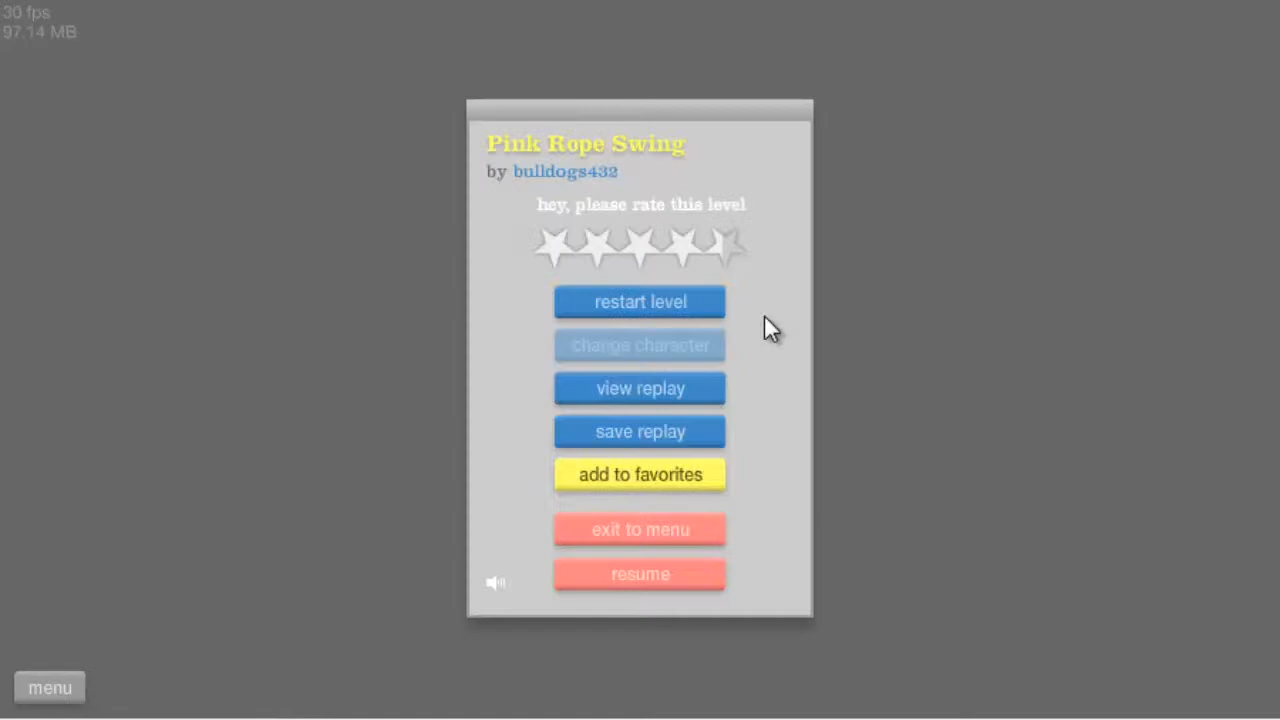 30 fps
97.14 MB
Pink Rope Swing
by bulldogs432
hey, please rate this level
restart level
change character
view replay
save replay
add to favorites
exit to menu
resume
menu